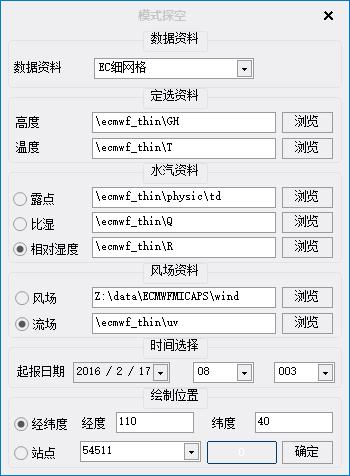 模式探空
数据资料
数据资料 EC细网格
定选资料
高度 \ecmwf_thin\GH 浏览
温度 \ecmwf_thin\T 浏览
水汽资料
露点 \ecmwf_thin\physic\td 浏览
比湿 \ecmwf_thin\Q 浏览
相对湿度 \ecmwf_thin\R 浏览
风场资料
风场 Z:\data\ECMWFMICAPS\wind 浏览
流场 \ecmwf_thin\uv 浏览
时间选择
起报日期 2016 / 2 / 17 08 003
绘制位置
经纬度 经度 110 纬度 40
站点 54511 0 确定